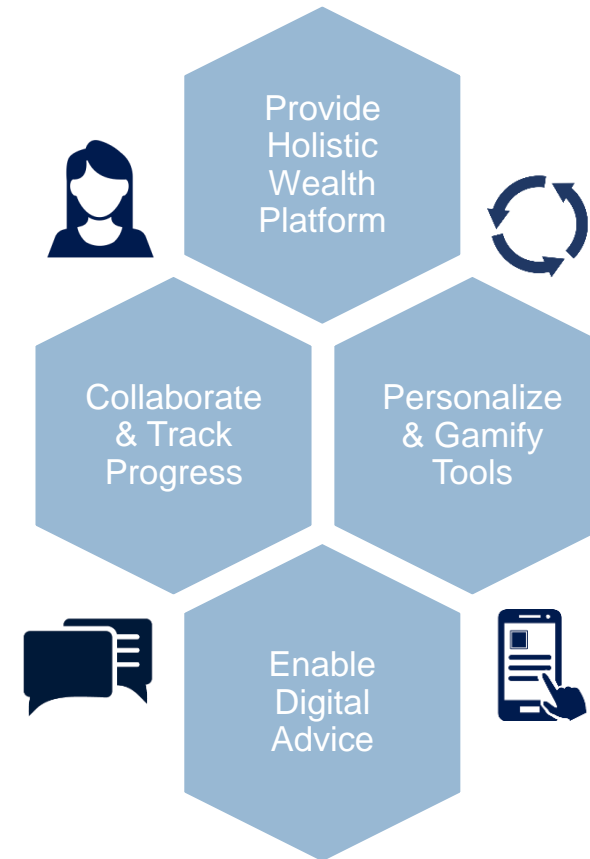 Provide
Holistic
Wealth
Platform
Collaborate
& Track
Progress
Personalize
& Gamify
Tools
Enable
Digital
Advice